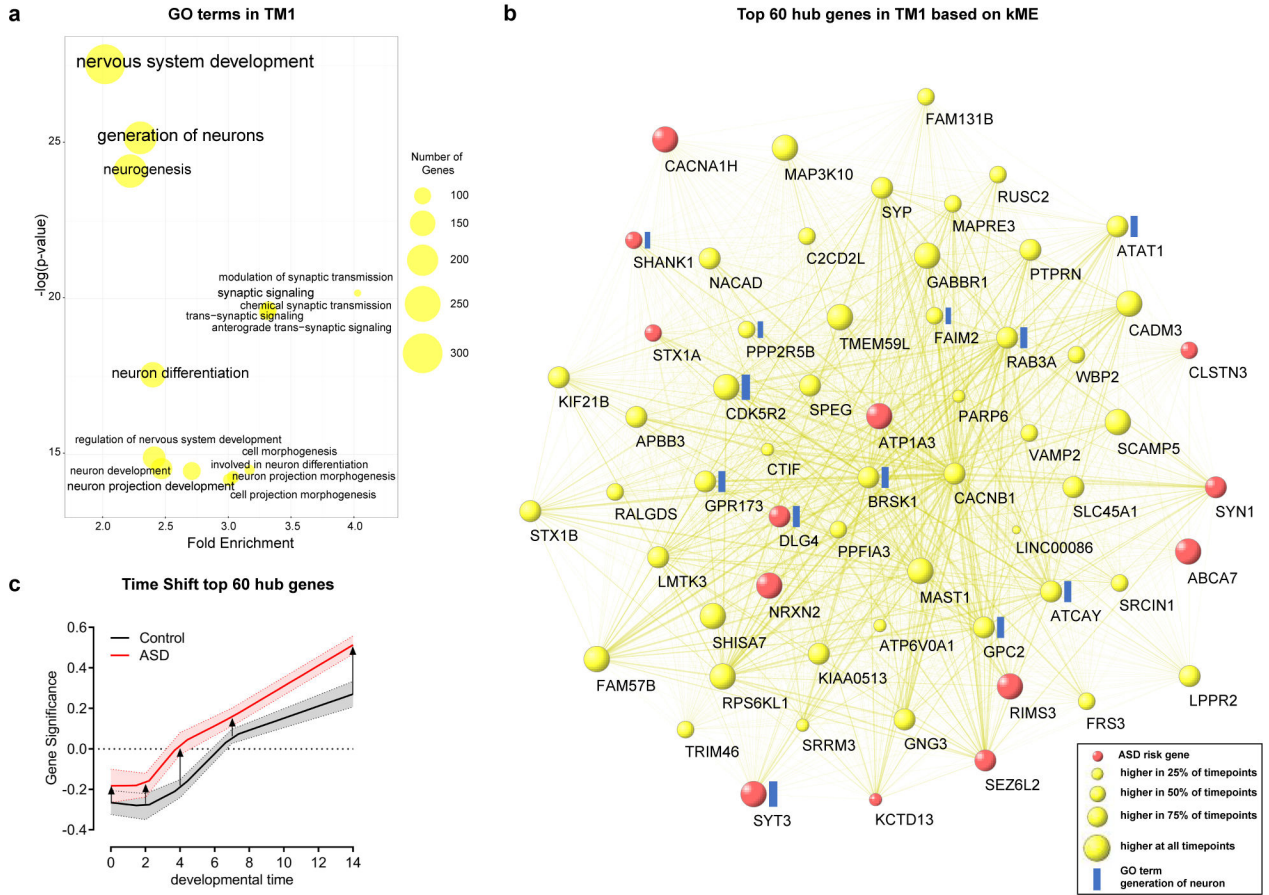 a
GO terms in TM1
nervous system development
generation of neurons
neurogenesis
modulation of synaptic transmission
synaptic signaling
chemical synaptic transmission
trans−synaptic signaling
anterograde trans−synaptic signaling
neuron differentiation
regulation of nervous system development
cell morphogenesis
involved in neuron differentiation
neuron development
neuron projection morphogenesis
neuron projection development
cell projection morphogenesis
25
20
15
-log(p-value)
2.0 2.5 3.0 3.5 4.0
Fold Enrichment
Number of
Genes
100
150
200
250
300
b
Top 60 hub genes in TM1 based on kME
FAM131B
CACNA1H
MAP3K10
RUSC2
SYP
MAPRE3
ATAT1
SHANK1
C2CD2L
NACAD
GABBR1
PTPRN
CADM3
STX1A
PPP2R5B
TMEM59L
FAIM2
RAB3A
WBP2
CLSTN3
KIF21B
CDK5R2
SPEG
PARP6
APBB3
ATP1A3
VAMP2
SCAMP5
CTIF
GPR173
BRSK1
CACNB1
SLC45A1
SYN1
RALGDS
STX1B
DLG4
PPFIA3
LINC00086
ABCA7
LMTK3
NRXN2
MAST1
ATCAY
SRCIN1
SHISA7
ATP6V0A1
GPC2
FAM57B
RPS6KL1
KIAA0513
RIMS3
LPPR2
FRS3
TRIM46
SRRM3
GNG3
SEZ6L2
SYT3
KCTD13
ASD risk gene
higher in 25% of timepoints
higher in 50% of timepoints
higher in 75% of timepoints
higher at all timepoints
GO term
generation of neuron
c
Time Shift top 60 hub genes
Control
ASD
0.6
0.4
0.2
0.0
-0.2
-0.4
Gene Significance
0 2 4 6 8 10 12 14
developmental time